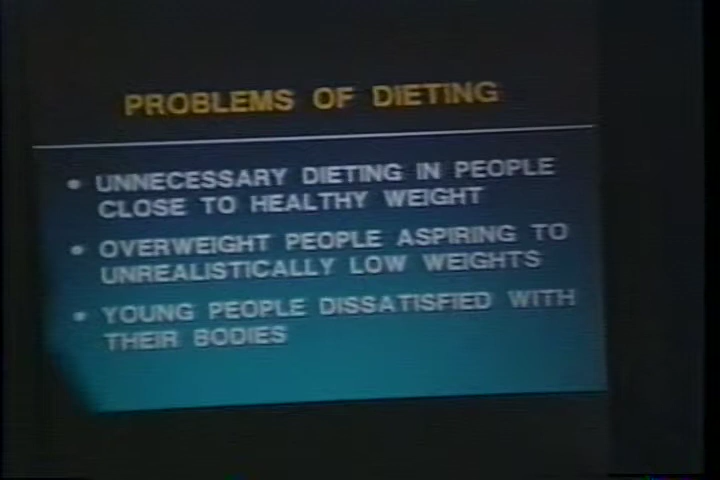 PROBLEMS OF DIETING
• UNNECESSARY DIETING IN PEOPLE
CLOSE TO HEALTHY WEIGHT
• OVERWEIGHT PEOPLE ASPIRING TO
UNREALISTICALLY LOW WEIGHTS
• YOUNG PEOPLE DISSATISFIED WITH
THEIR BODIES